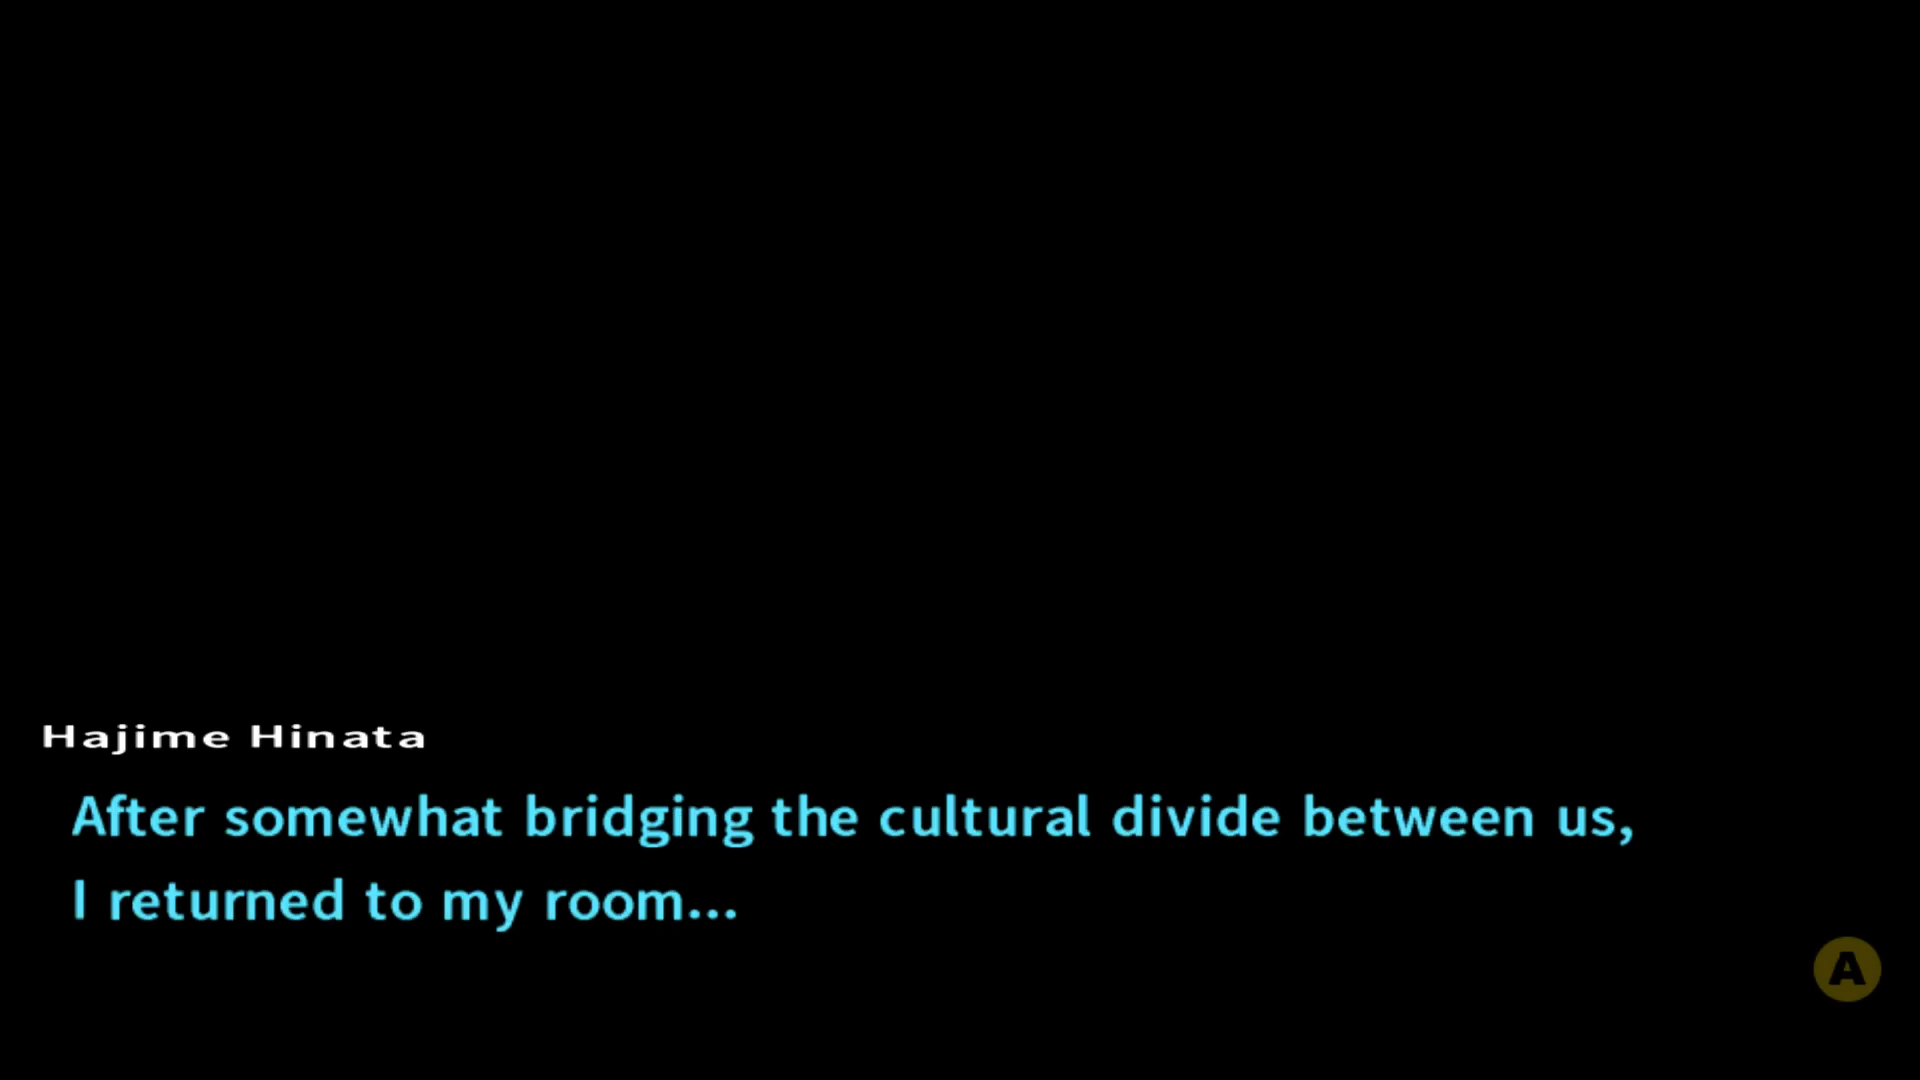 Hajime Hinata
After somewhat bridging the cultural divide between us,
I returned to my room...
A